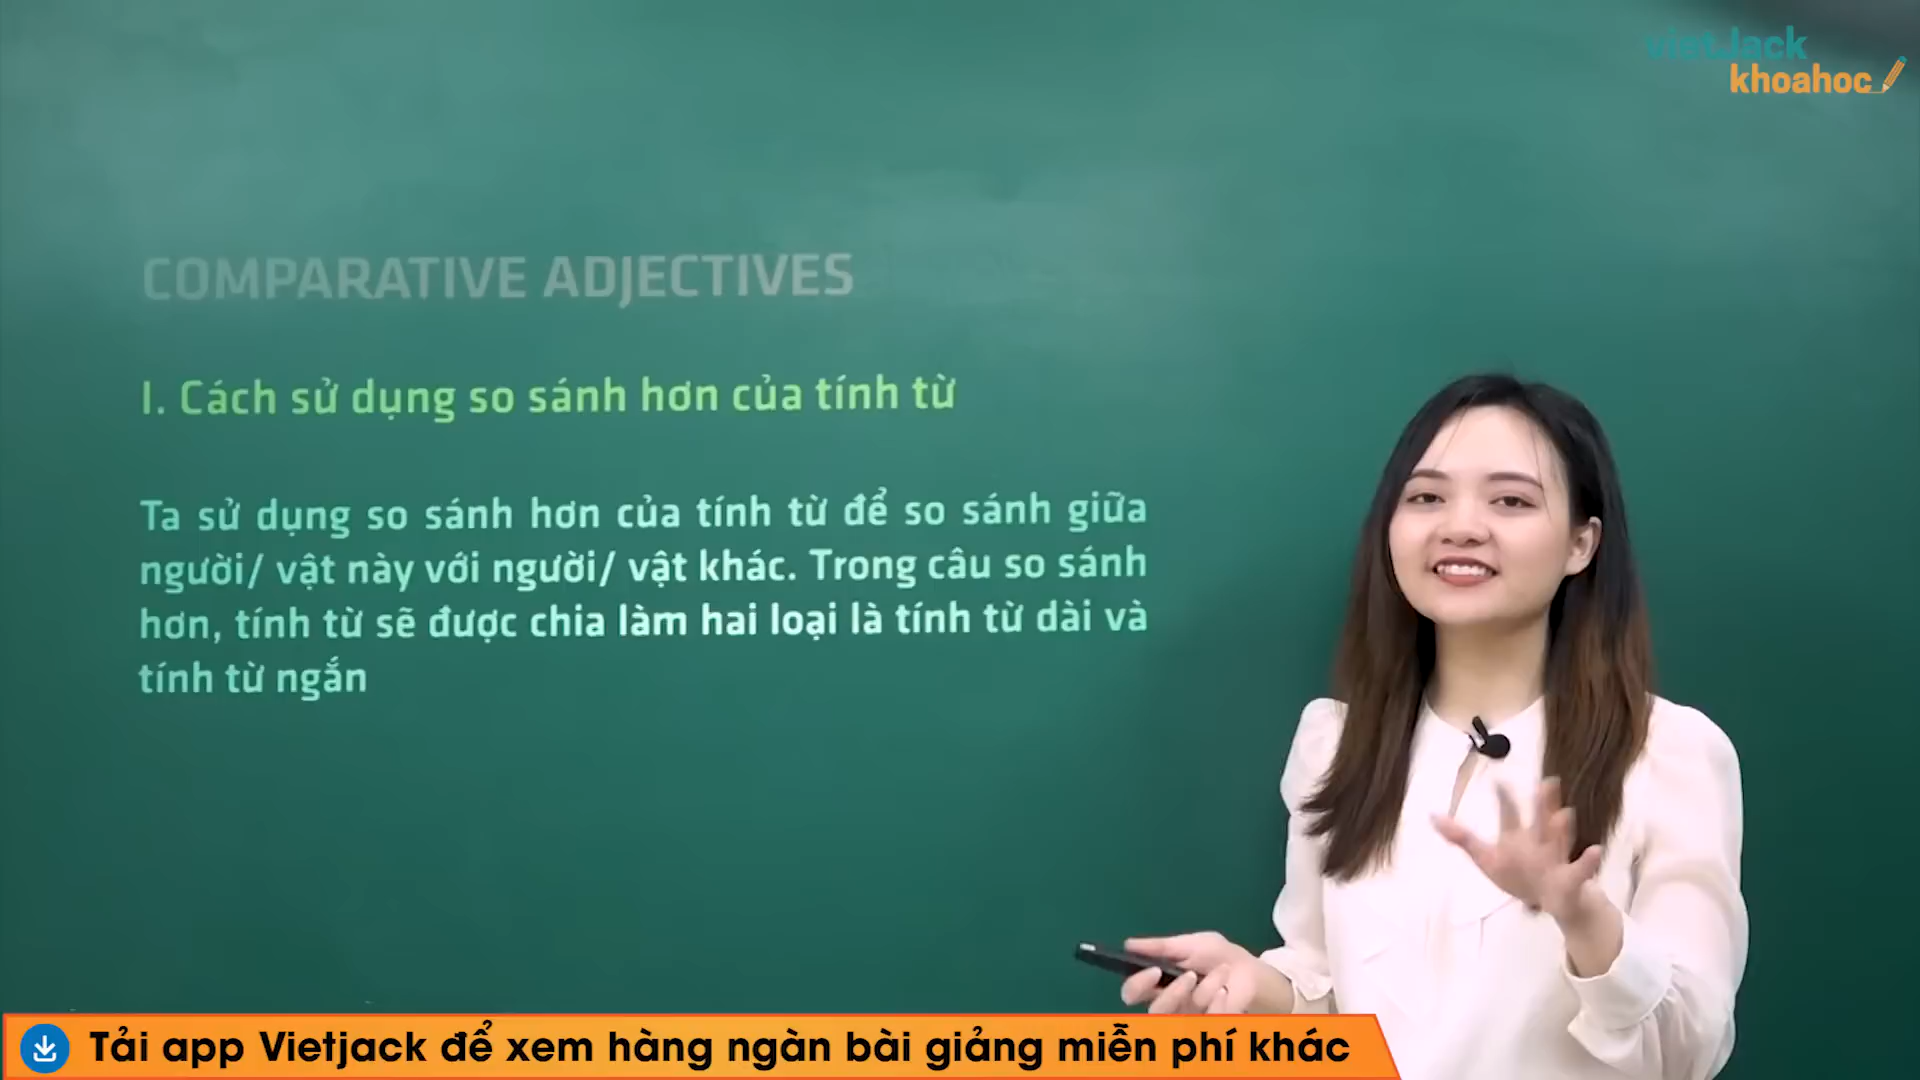 vietJack
khoahoc
COMPARATIVE ADJECTIVES
I. Cách sử dụng so sánh hơn của tính từ
Ta sử dụng so sánh hơn của tính từ để so sánh giữa
người/ vật này với người/ vật khác. Trong câu so sánh
hơn, tính từ sẽ được chia làm hai loại là tính từ dài và
tính từ ngắn
Tải app Vietjack để xem hàng ngàn bài giảng miễn phí khác